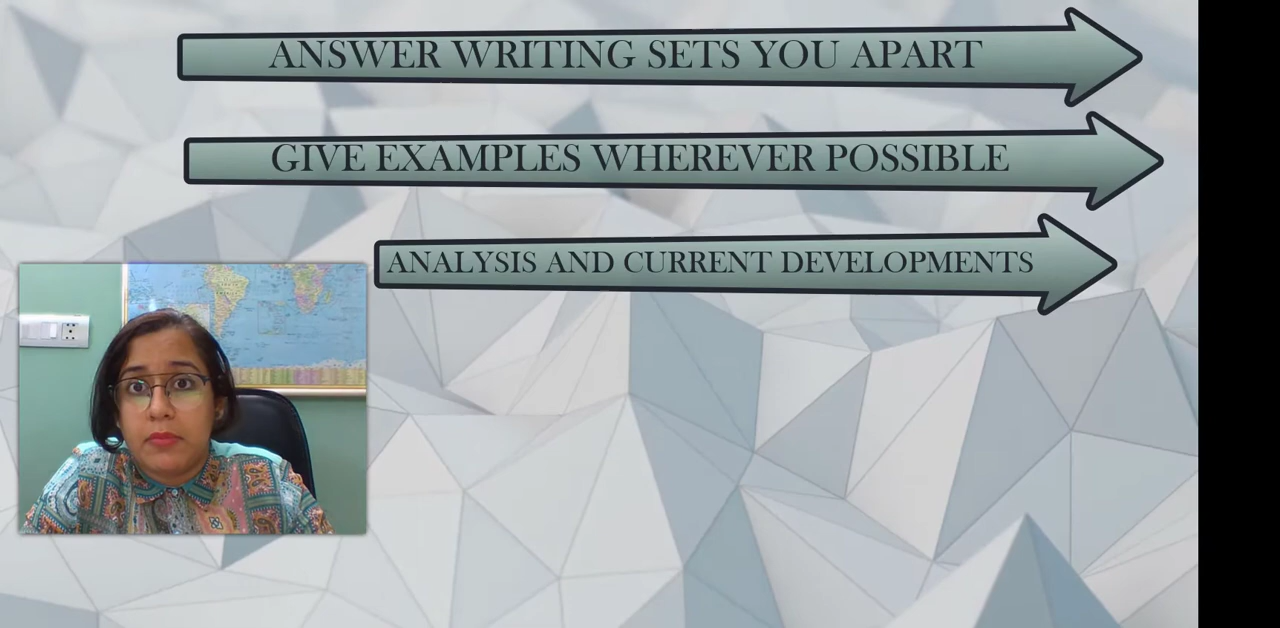 ANSWER WRITING SETS YOU APART
GIVE EXAMPLES WHEREVER POSSIBLE
ANALYSIS AND CURRENT DEVELOPMENTS